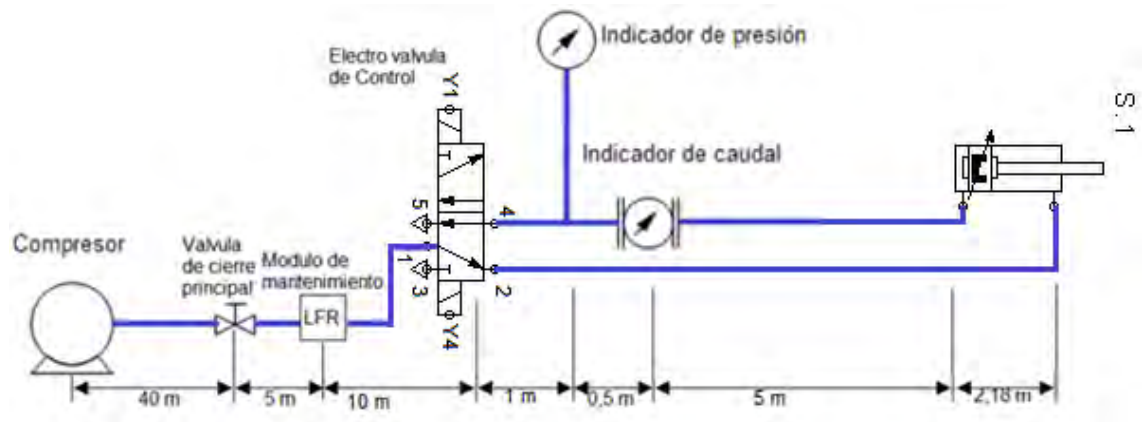 Indicador de presión
Electro valvula
de Control
Y1
S.1
Indicador de caudal
5
4
Compresor
Valvula
de cierre
principal
Modulo de
mantenimiento
1
LFR
3
2
Y4
40 m
5 m
10 m
1 m
0,5 m
5 m
2,18 m